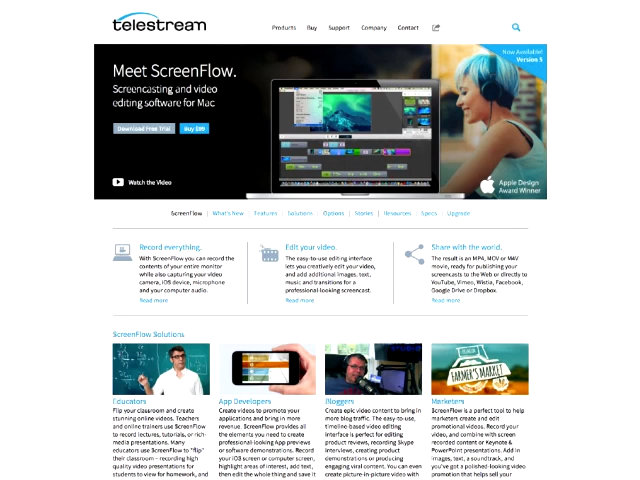 telestream
Products Buy Support Company Contact
Now Available!
Version 5
Meet ScreenFlow.
Screencasting and video
editing software for Mac
Download Free Trial Buy $99
Watch the Video
Apple Design
Award Winner
ScreenFlow | What's New | Features | Solutions | Options | Stories | Resources | Specs | Upgrade
Record everything.
With ScreenFlow you can record the
contents of your entire monitor
while also capturing your video
camera, iOS device, microphone
and your computer audio.
Read more
Edit your video.
The easy-to-use editing interface
lets you creatively edit your video,
and add additional images, text,
music and transitions for a
professional-looking screencast.
Read more
Share with the world.
The result is an MP4, MOV or M4V
movie, ready for publishing your
screencasts to the Web or directly to
YouTube, Vimeo, Wistia, Facebook,
Google Drive or Dropbox.
Read more
ScreenFlow Solutions
Educators
Flip your classroom and create
stunning online videos. Teachers
and online trainers use ScreenFlow
to record lectures, tutorials, or rich-
media presentations. Many
educators use ScreenFlow to "flip"
their classroom – recording high
quality video presentations for
students to view for homework, and
App Developers
Create videos to promote your
applications and bring in more
revenue. ScreenFlow provides all
the elements you need to create
professional-looking App previews
or software demonstrations. Record
your iOS screen or computer screen,
highlight areas of interest, add text,
then edit the whole thing and save it
Bloggers
Create epic video content to bring in
more blog traffic. The easy-to-use,
timeline based video editing
interface is perfect for editing
product reviews, recording Skype
interviews, creating product
demonstrations or producing
engaging viral content. You can even
create picture-in-picture video with
FARMER'S MARKET
Marketers
ScreenFlow is a perfect tool to help
marketers create and edit
promotional videos. Record your
video, and combine with screen
recorded content or Keynote &
PowerPoint presentations. Add in
images, text, a soundtrack, and
you've got a polished-looking video
promotion that helps sell your